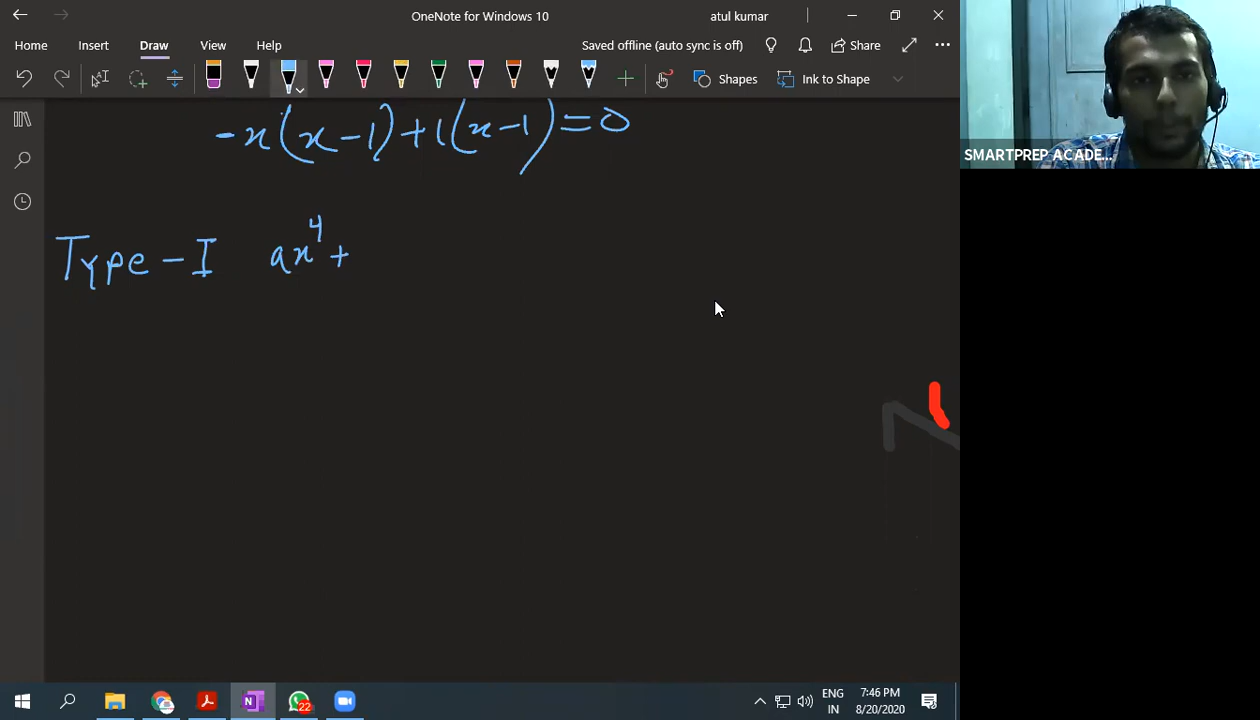 OneNote for Windows 10
atul kumar
Home Insert Draw View Help
Saved offline (auto sync is off)
Share
Shapes
Ink to Shape
-x(x-1)+1(x-1)=0
SMARTPREP ACADE...
Type-I ax⁴+
22
ENG
IN
7:46 PM
8/20/2020